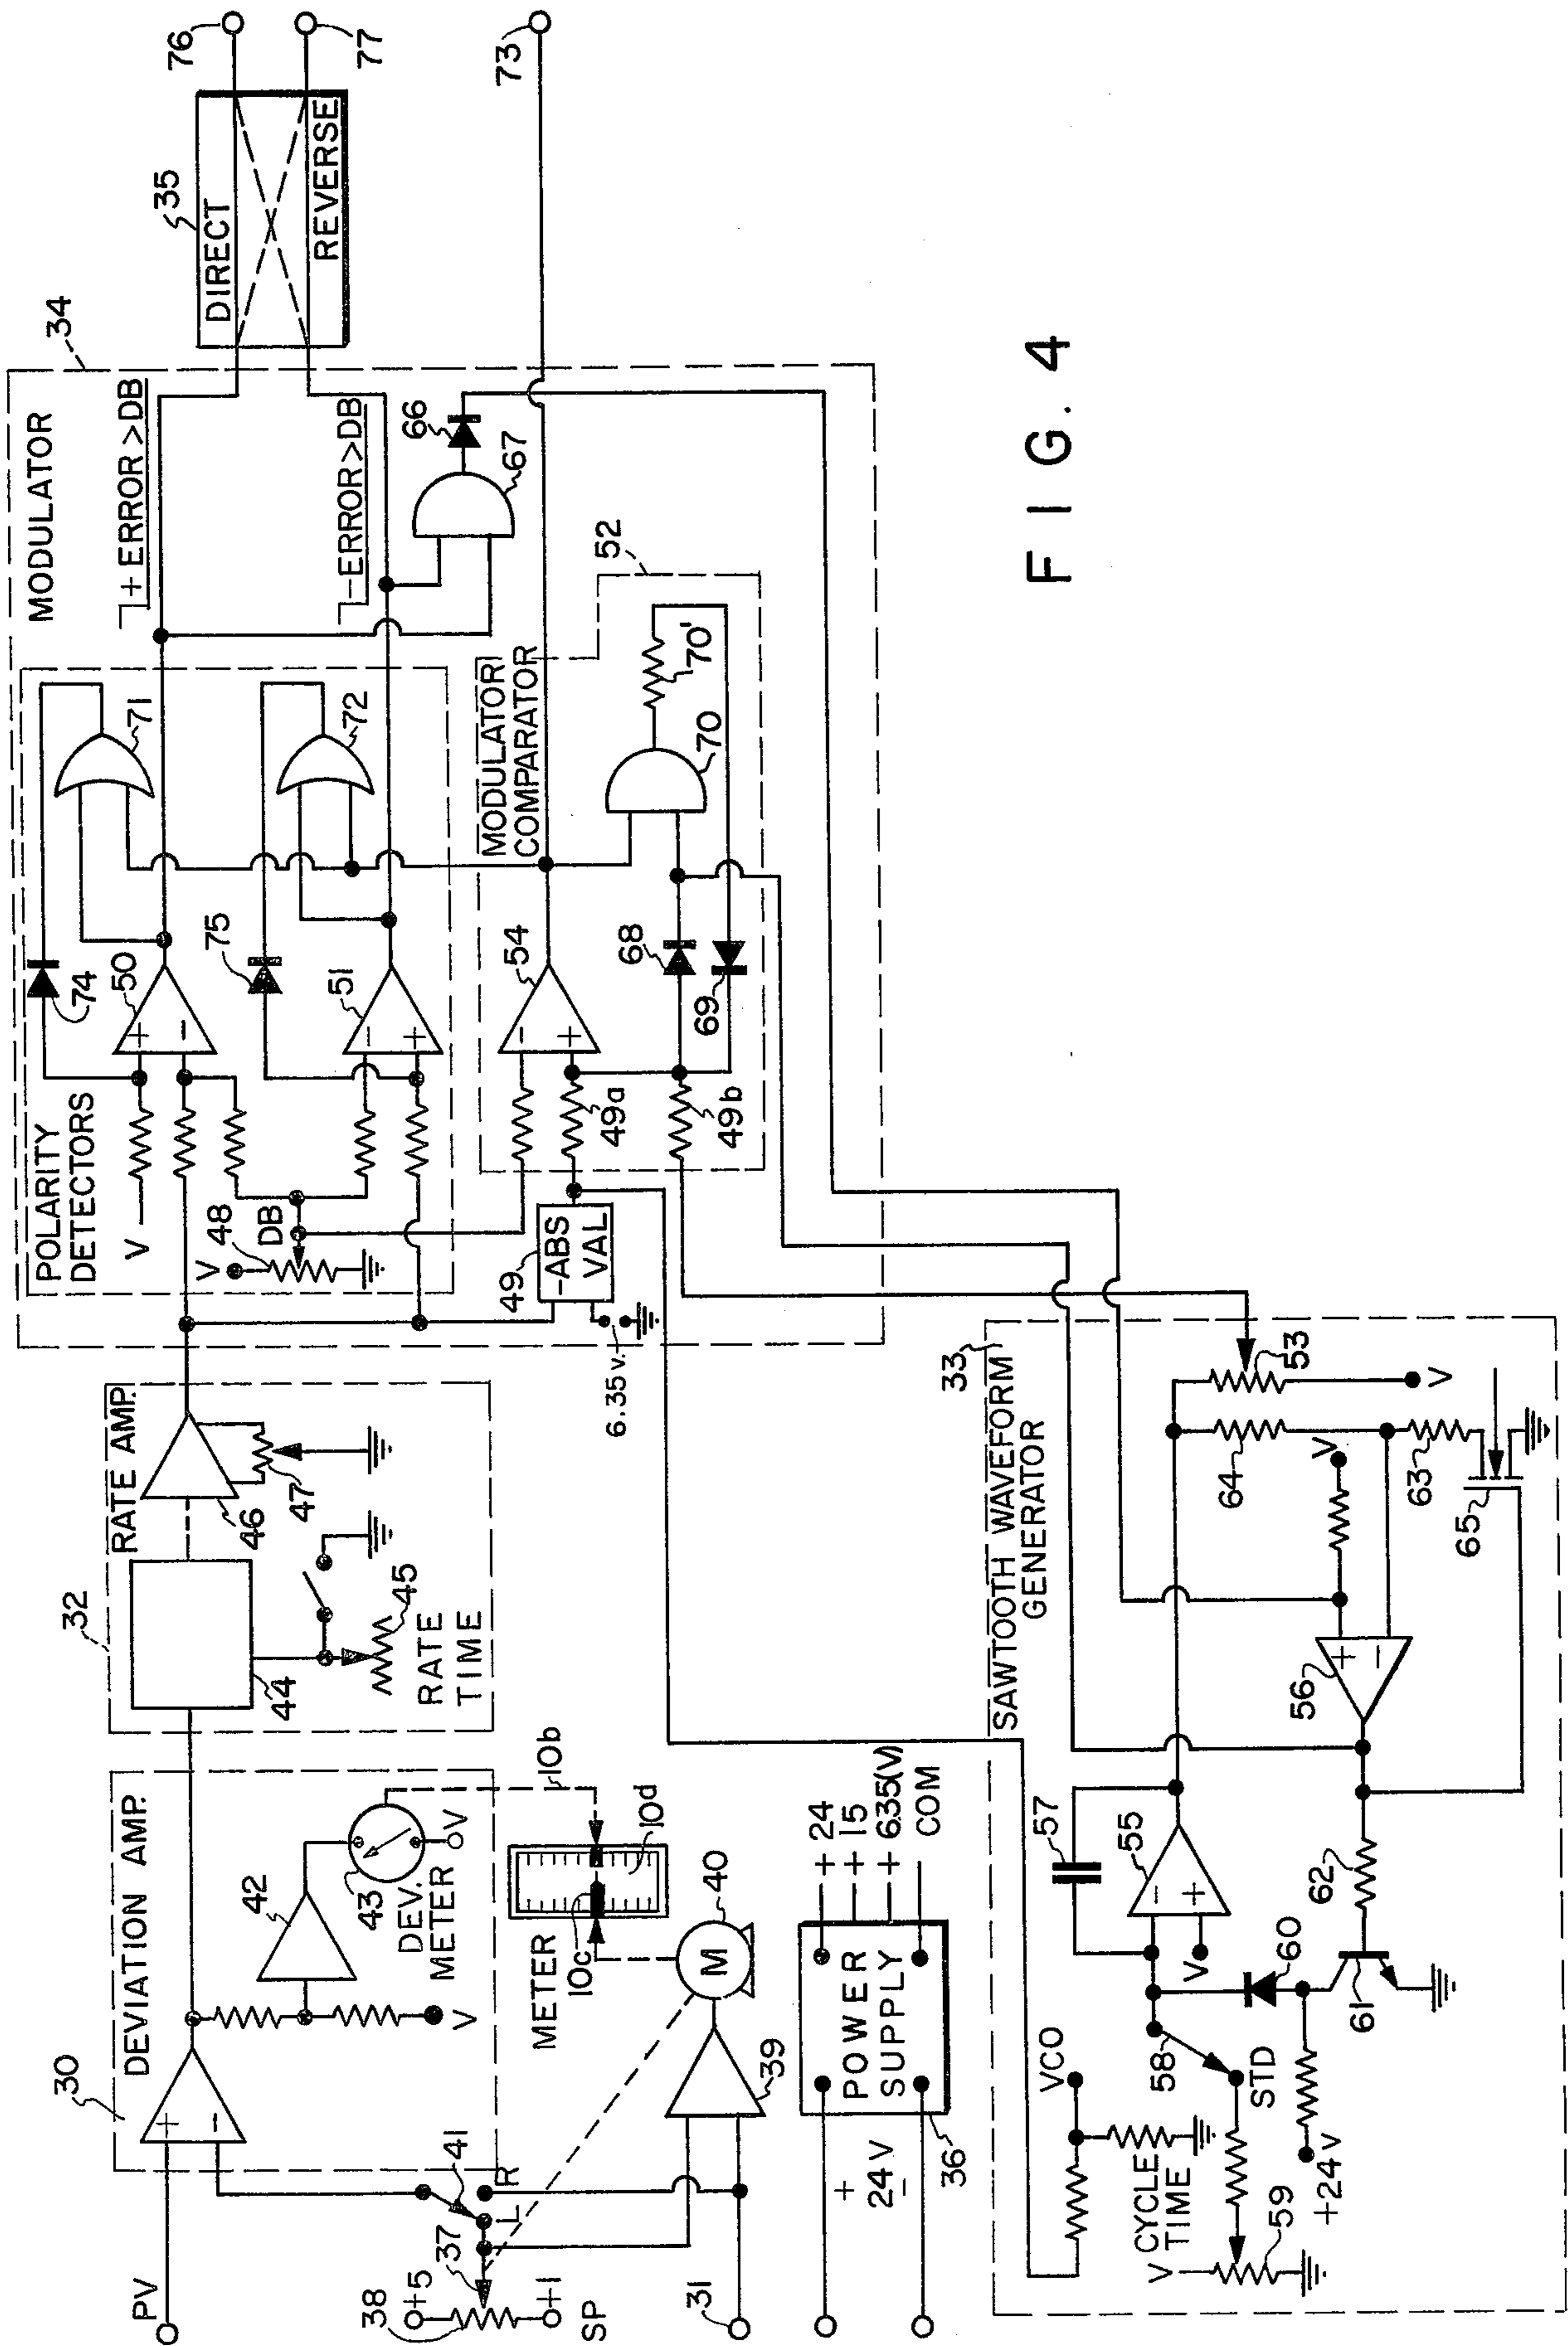 PV
30
DEVIATION AMP.
42
43
DEV.
METER
V
V
38
+5
+1
SP
37
41
L
R
31
39
40
M
METER
10c
10d
10b
32
RATE AMP.
44
45
RATE
TIME
46
47
34
MODULATOR
POLARITY
DETECTORS
V
V
48
DB
74
50
+
-
71
75
51
-
+
72
+ERROR>DB
-ERROR>DB
35
DIRECT
REVERSE
76
77
73
66
67
MODULATOR
COMPARATOR
52
54
-
+
49
-ABS
VAL
6.35 v.
49a
49b
68
69
70
70'
36
POWER
SUPPLY
+
24 V
-
+24
+15
+6.35(V)
COM
33
SAWTOOTH WAVEFORM
GENERATOR
VCO
CYCLE
TIME
V
59
58
STD
+24 v
60
61
62
57
55
-
+
V
56
+
-
V
64
63
65
53
V
FIG. 4